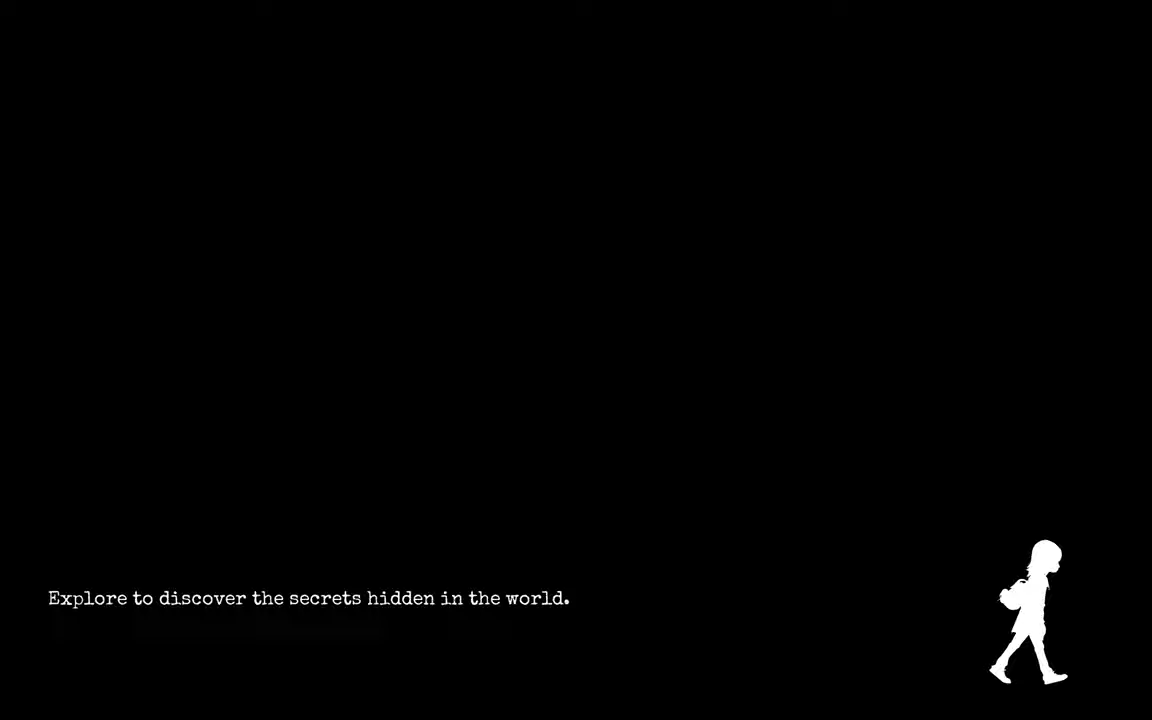 Explore to discover the secrets hidden in the world.